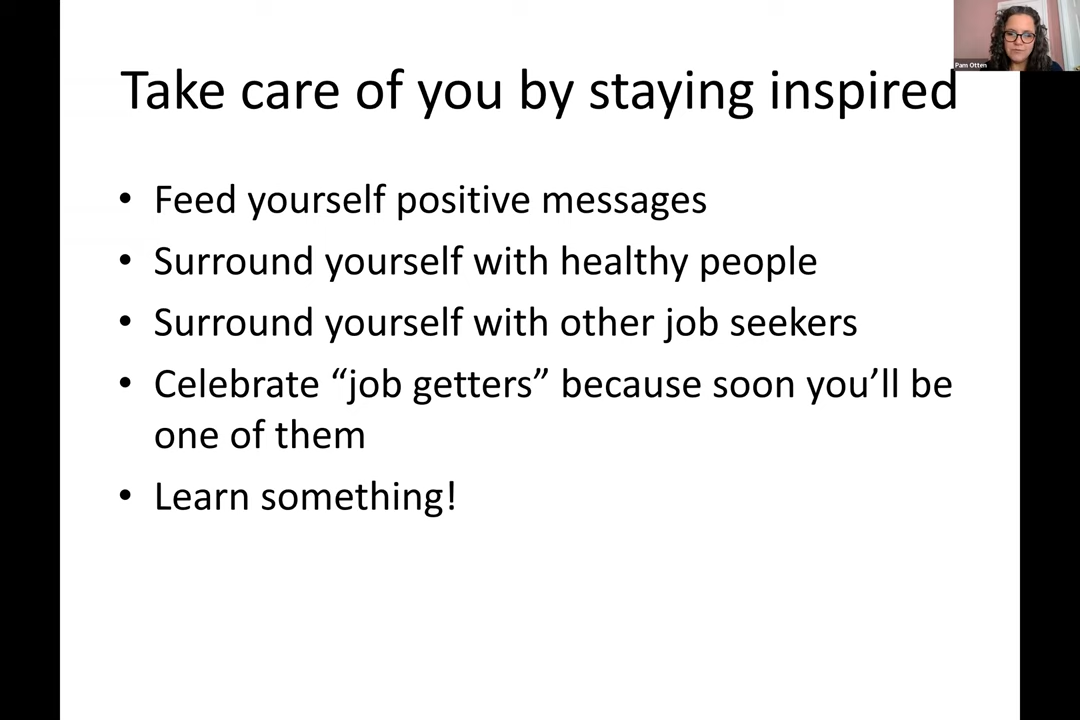 Pam Otten
Take care of you by staying inspired
• Feed yourself positive messages
• Surround yourself with healthy people
• Surround yourself with other job seekers
• Celebrate “job getters” because soon you’ll be
one of them
• Learn something!